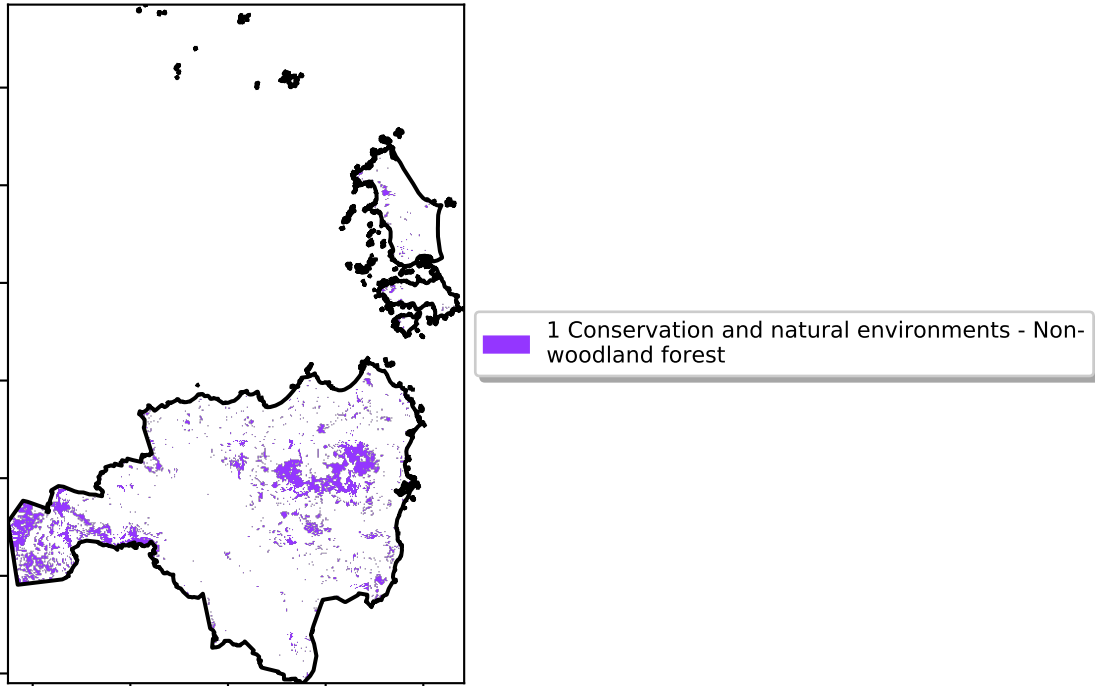 1 Conservation and natural environments - Non-
woodland forest